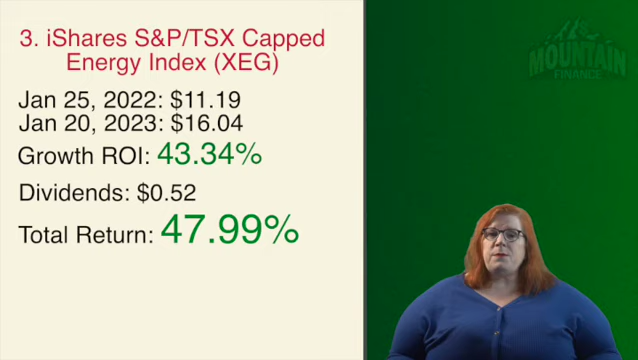 3. iShares S&P/TSX Capped
Energy Index (XEG)
Jan 25, 2022: $11.19
Jan 20, 2023: $16.04
Growth ROI: 43.34%
Dividends: $0.52
Total Return: 47.99%
MOUNTAIN
FINANCE